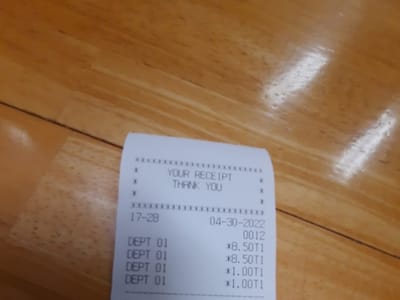 YOUR RECEIPT
THANK YOU
17-28 04-30-2022
0012
DEPT 01 *8.50T1
DEPT 01 *8.50T1
DEPT 01 *1.00T1
DEPT 01 *1.00T1